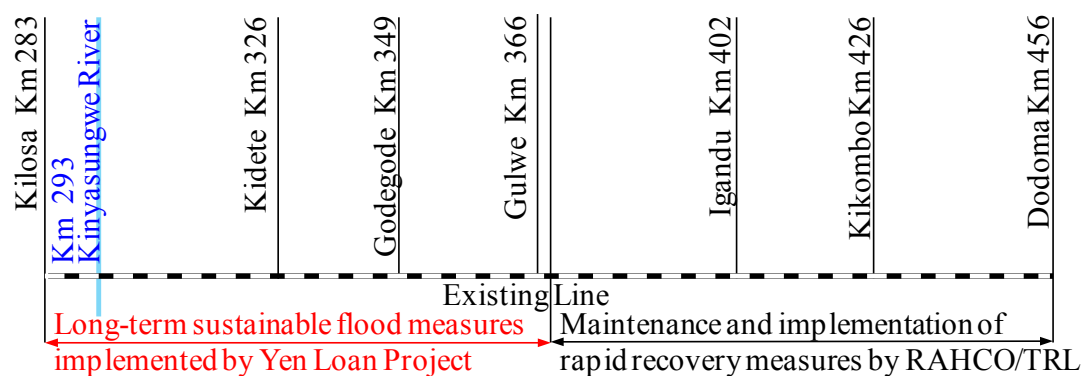 Kilosa Km 283
Km 293
Kinyasungwe River
Kidete Km 326
Godegode Km 349
Gulwe Km 366
Igandu Km 402
Kikombo Km 426
Dodoma Km 456
Existing Line
Long-term sustainable flood measures
implemented by Yen Loan Project
Maintenance and implementation of
rapid recovery measures by RAHCO/TRL